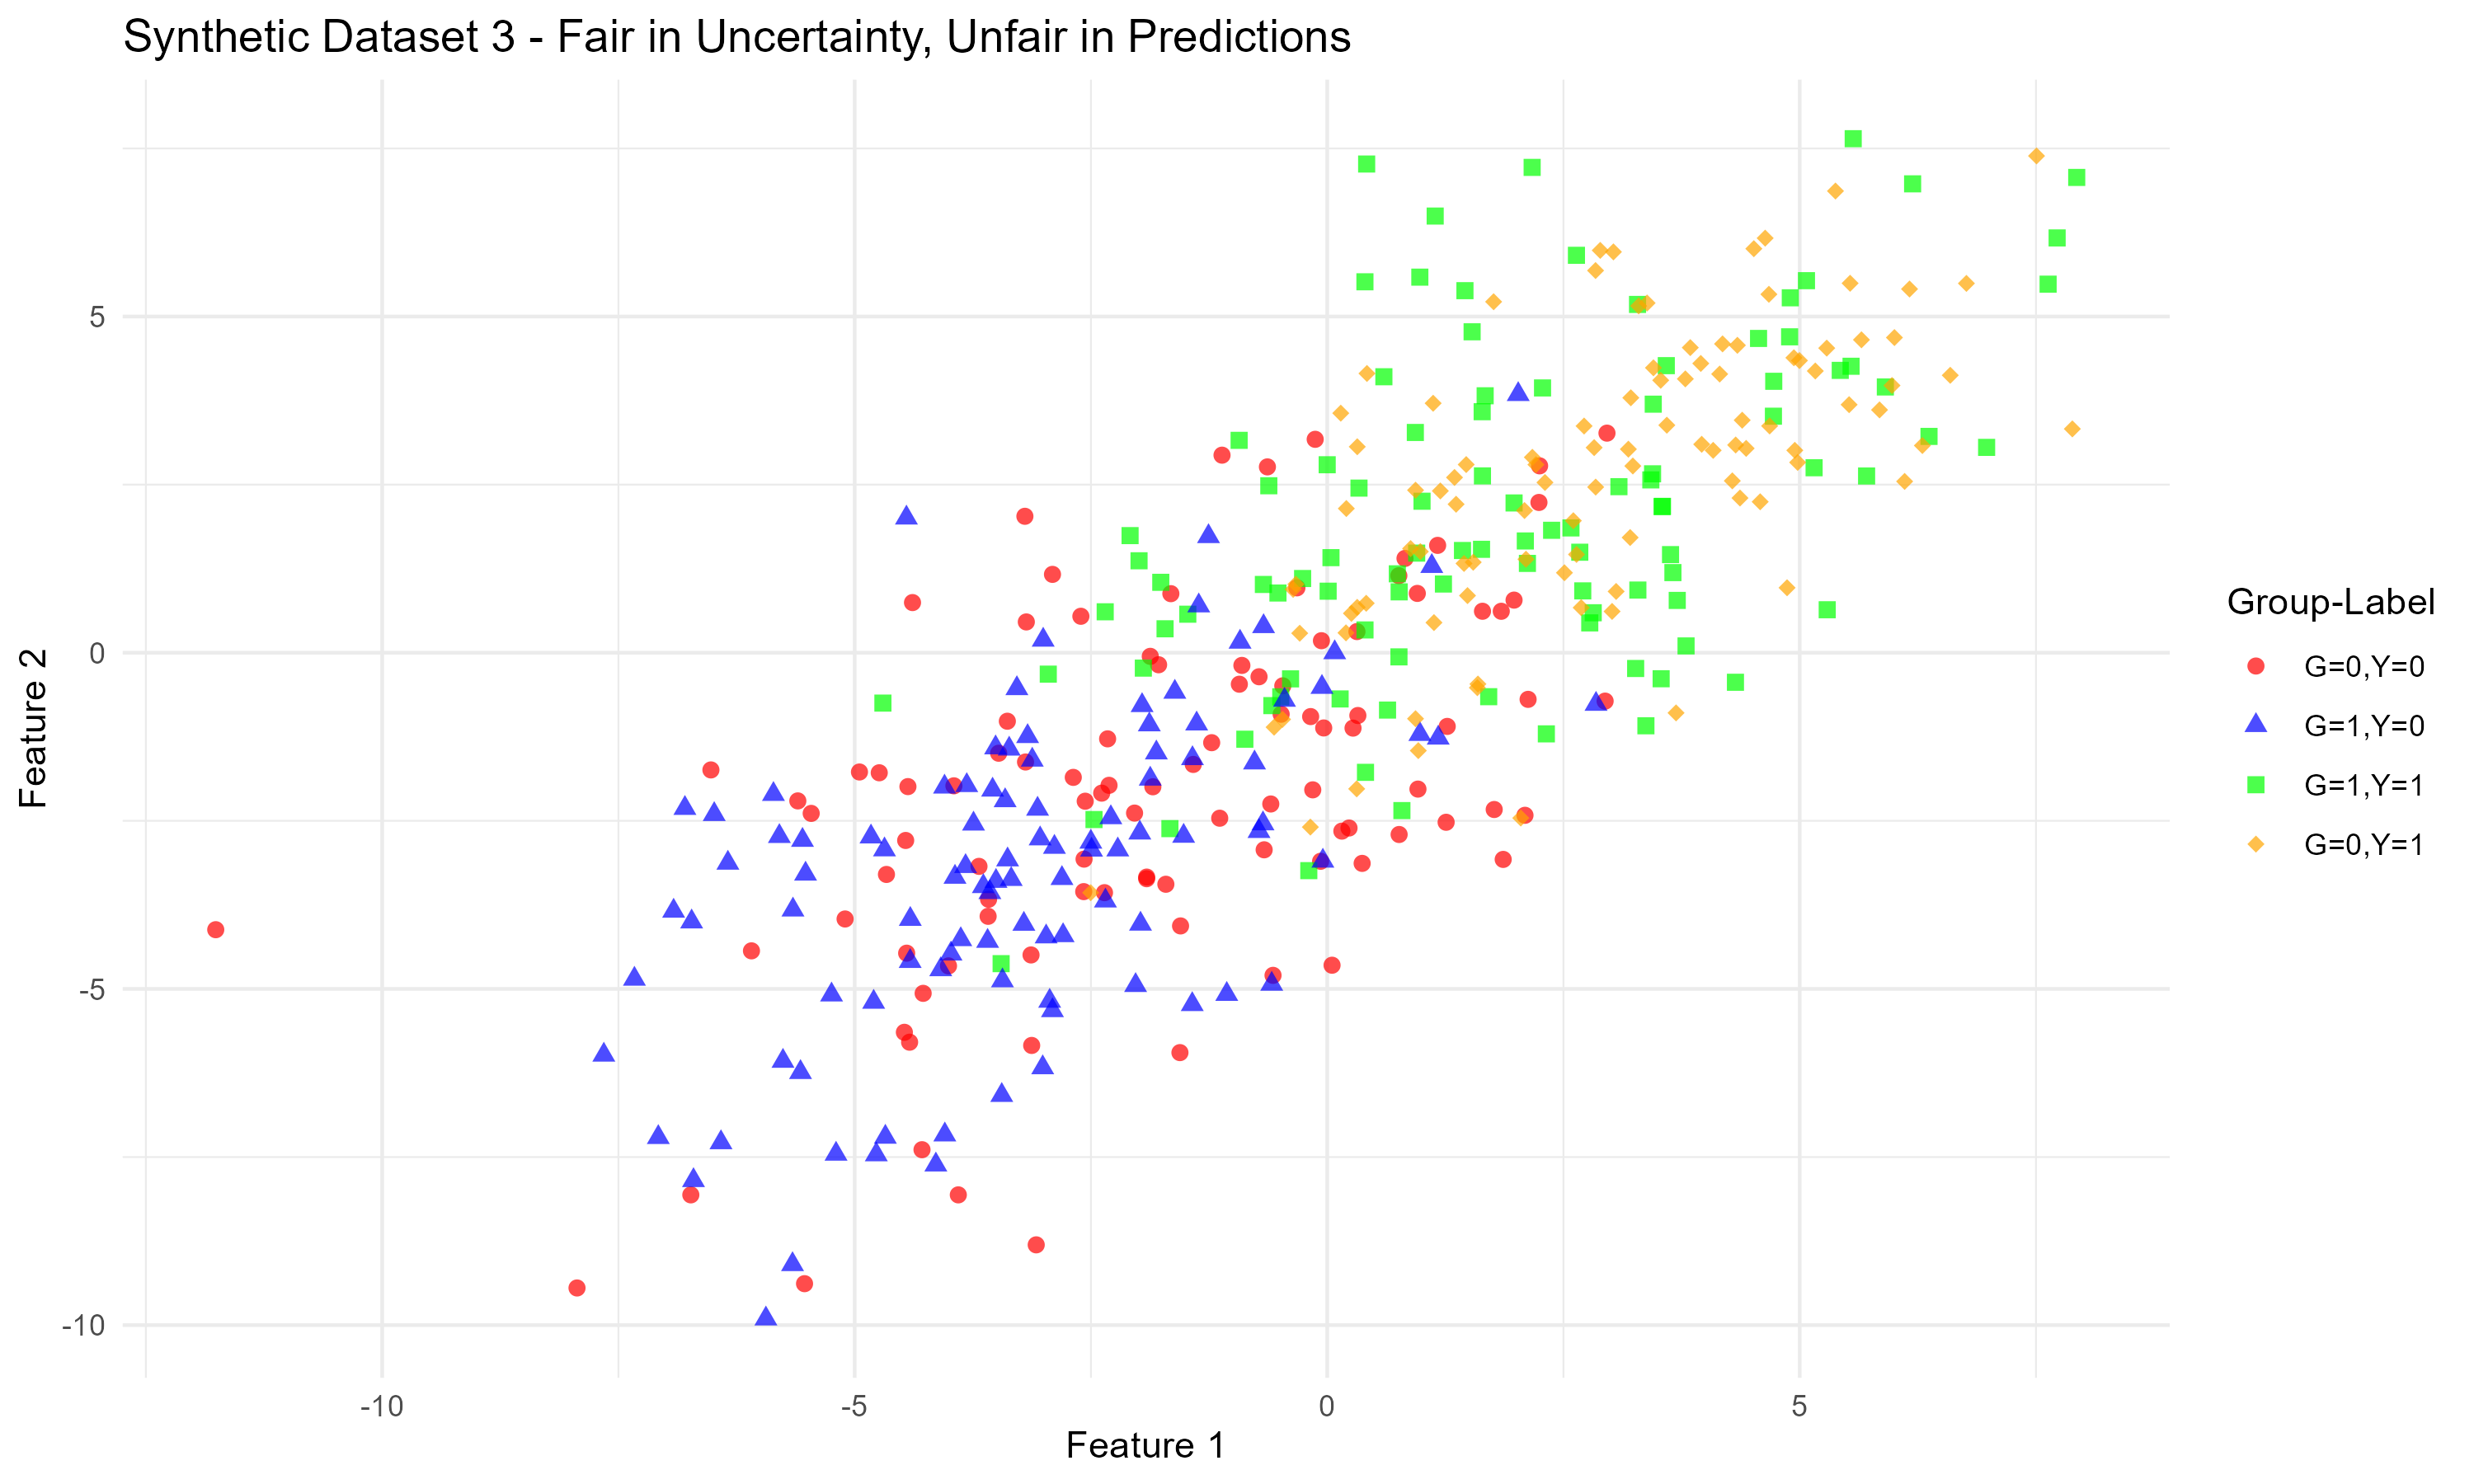 Synthetic Dataset 3 - Fair in Uncertainty, Unfair in Predictions
Feature 2
5
0
-5
-10
-10
-5
0
5
Feature 1
Group-Label
G=0,Y=0
G=1,Y=0
G=1,Y=1
G=0,Y=1